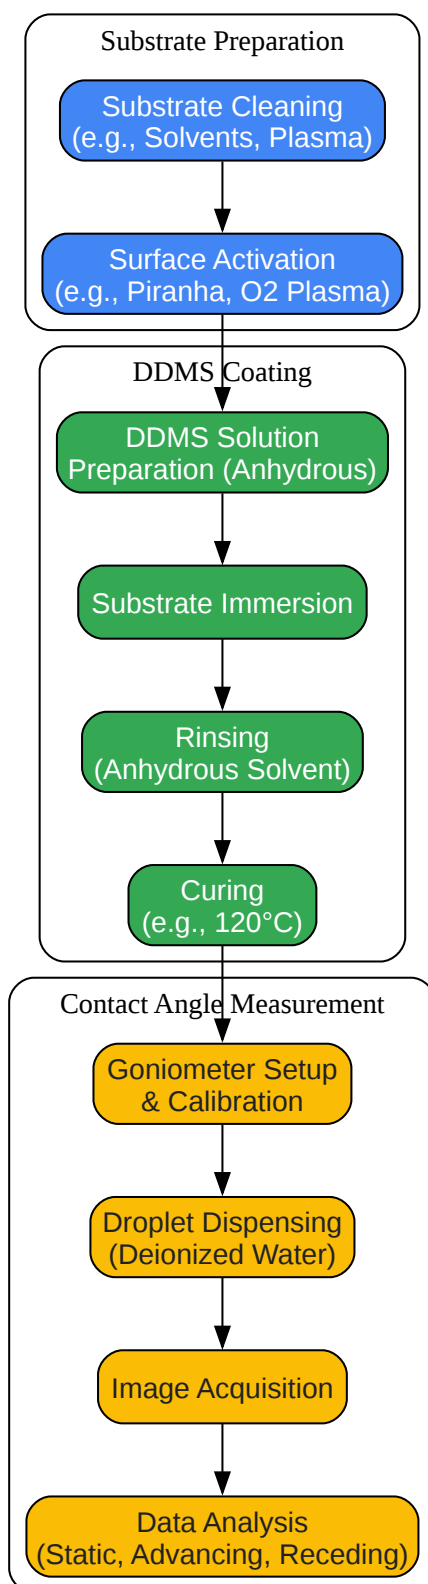 Substrate Preparation
Substrate Cleaning
(e.g., Solvents, Plasma)
Surface Activation
(e.g., Piranha, O2 Plasma)
DDMS Coating
DDMS Solution
Preparation (Anhydrous)
Substrate Immersion
Rinsing
(Anhydrous Solvent)
Curing
(e.g., 120°C)
Contact Angle Measurement
Goniometer Setup
& Calibration
Droplet Dispensing
(Deionized Water)
Image Acquisition
Data Analysis
(Static, Advancing, Receding)